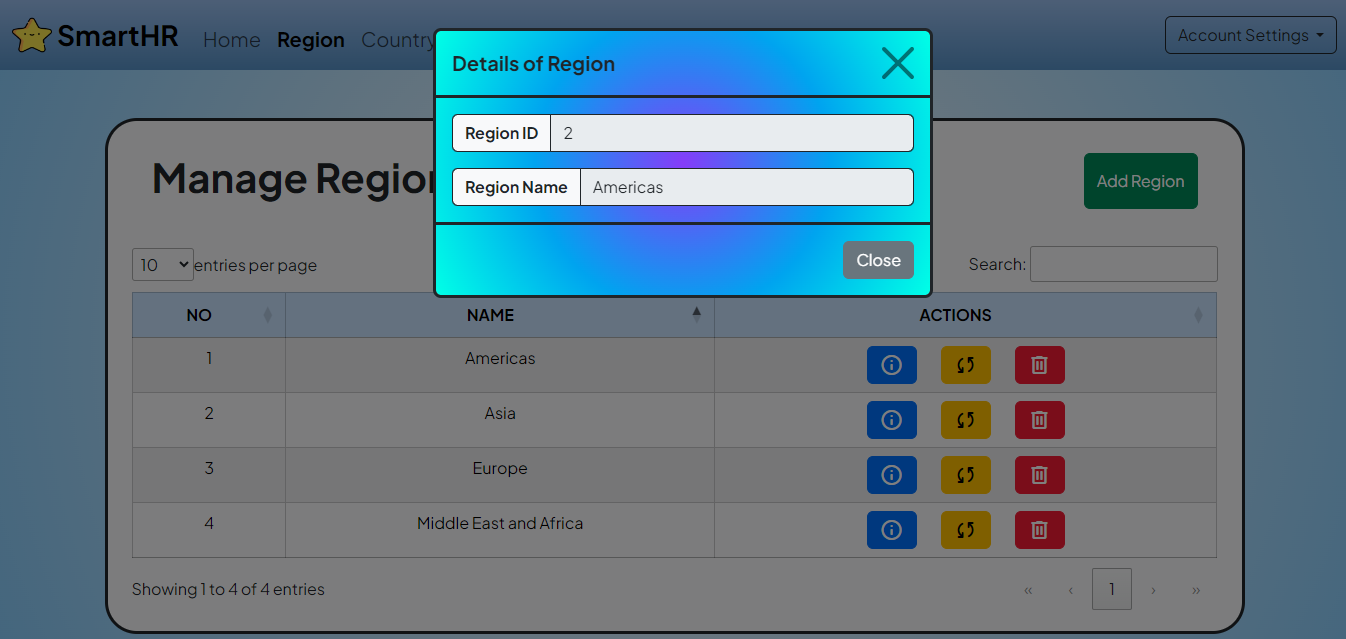 SmartHR Home Region Country Account Settings
Details of Region
Region ID 2
Region Name Americas
Close
Manage Region
Add Region
10 entries per page Search:
NO NAME ACTIONS
1 Americas
2 Asia
3 Europe
4 Middle East and Africa
Showing 1 to 4 of 4 entries « ‹ 1 › »